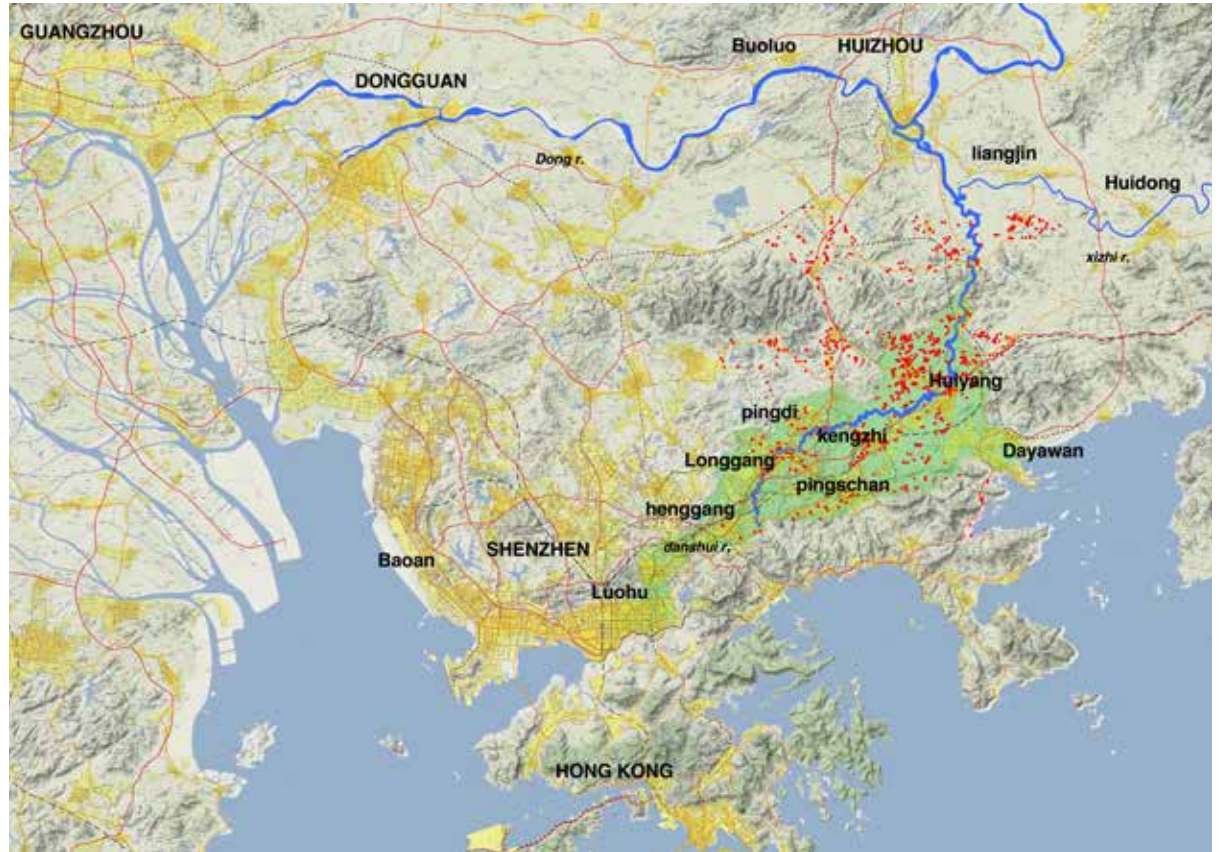 GUANGZHOU
Buoluo
HUIZHOU
DONGGUAN
Dong r.
liangjin
Huidong
xizhi r.
Huiyang
pingdi
kengzhi
Longgang
Dayawan
pingschan
henggang
danshui r,
SHENZHEN
Baoan
Luohu
HONG KONG